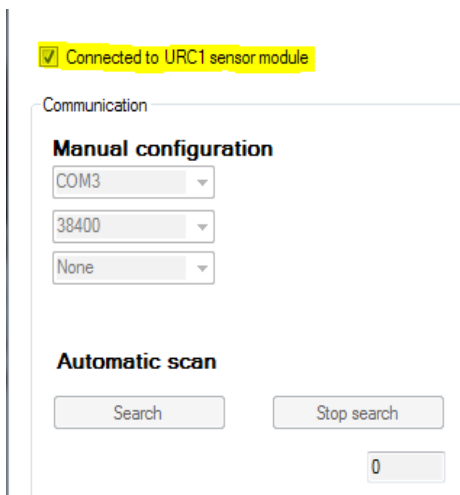 Connected to URC1 sensor module
Communication
Manual configuration
COM3
38400
None
Automatic scan
Search Stop search
0